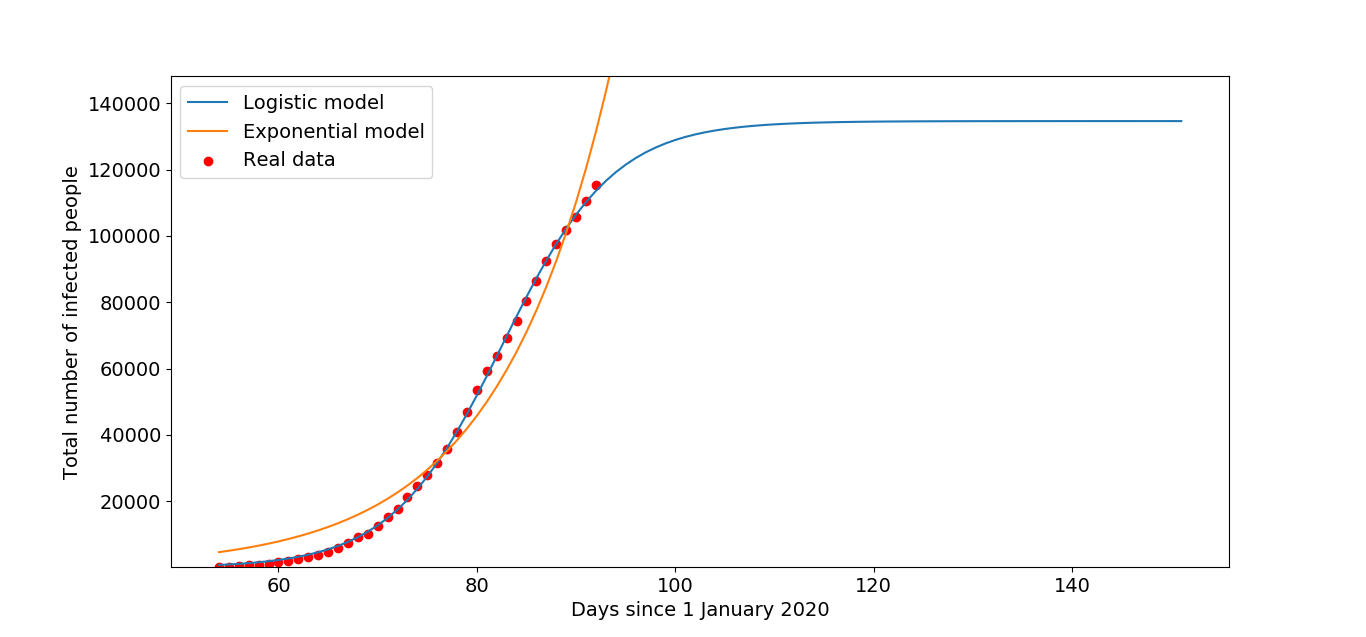 Logistic model
Exponential model
Real data
140000
120000
100000
80000
60000
40000
20000
Total number of infected people
60 80 100 120 140
Days since 1 January 2020